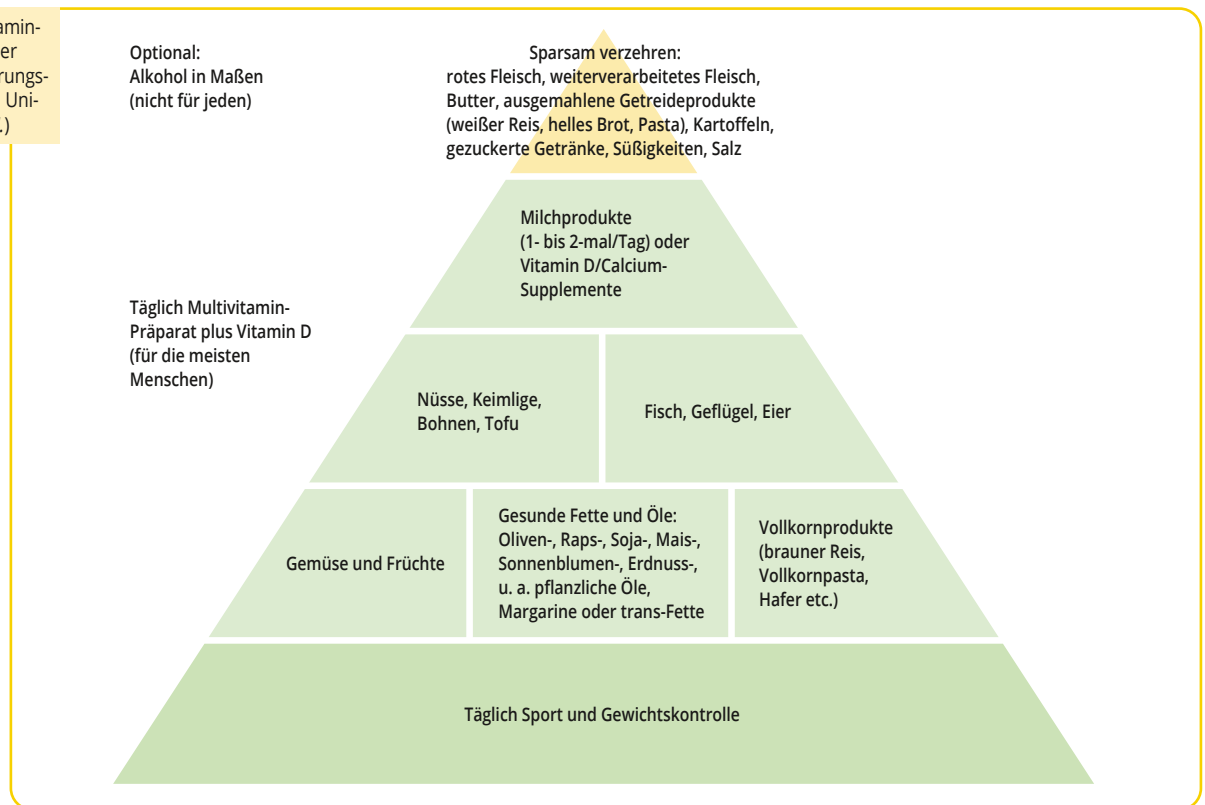 amin-
er
rungs-
Uni-
.)
Optional:
Alkohol in Maßen
(nicht für jeden)
Sparsam verzehren:
rotes Fleisch, weiterverarbeitetes Fleisch,
Butter, ausgemahlene Getreideprodukte
(weißer Reis, helles Brot, Pasta), Kartoffeln,
gezuckerte Getränke, Süßigkeiten, Salz
Milchprodukte
(1- bis 2-mal/Tag) oder
Vitamin D/Calcium-
Supplemente
Täglich Multivitamin-
Präparat plus Vitamin D
(für die meisten
Menschen)
Nüsse, Keimlige,
Bohnen, Tofu
Fisch, Geflügel, Eier
Gemüse und Früchte
Gesunde Fette und Öle:
Oliven-, Raps-, Soja-, Mais-,
Sonnenblumen-, Erdnuss-,
u. a. pflanzliche Öle,
Margarine oder trans-Fette
Vollkornprodukte
(brauner Reis,
Vollkornpasta,
Hafer etc.)
Täglich Sport und Gewichtskontrolle